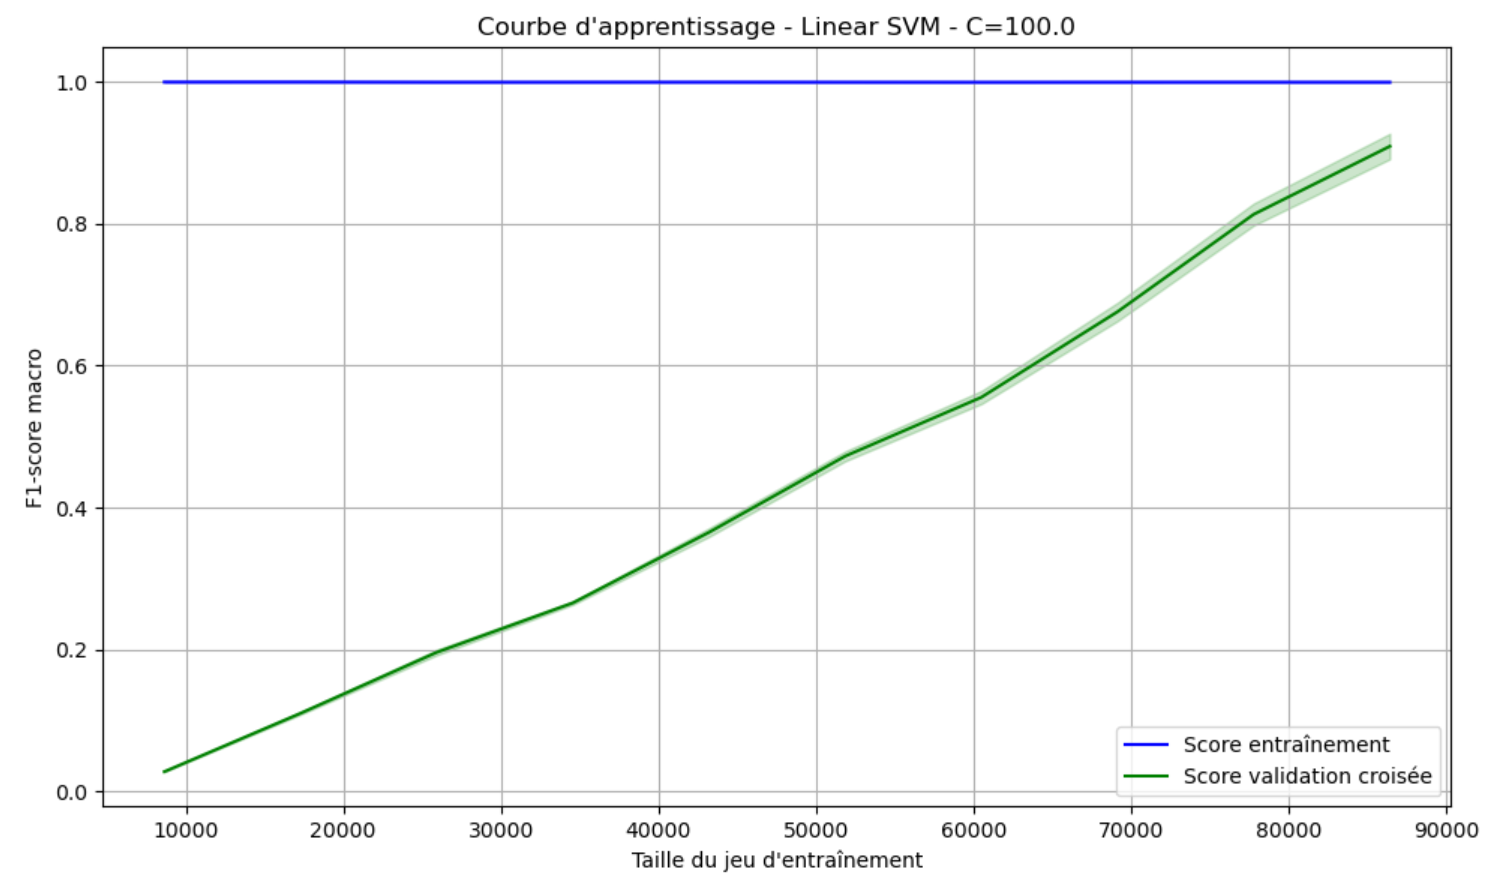 Courbe d'apprentissage - Linear SVM - C=100.0
F1-score macro
1.0
0.8
0.6
0.4
0.2
0.0
Score entraînement
Score validation croisée
10000 20000 30000 40000 50000 60000 70000 80000 90000
Taille du jeu d'entraînement